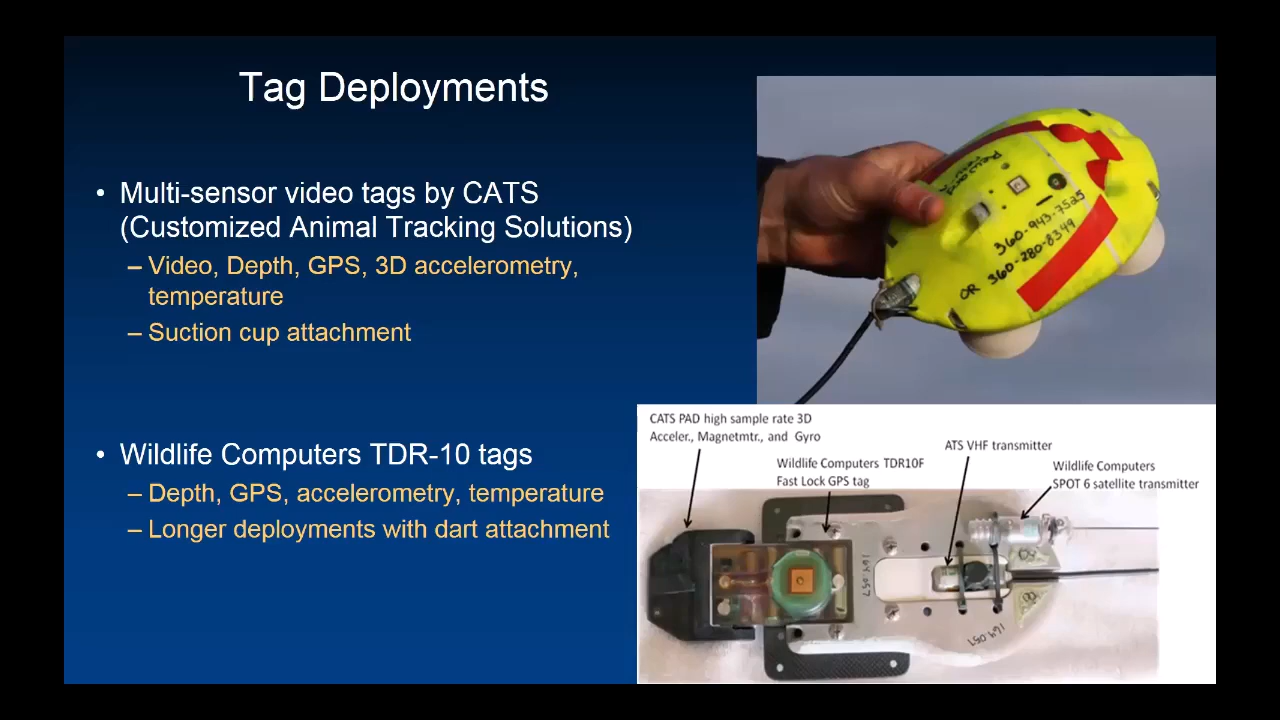 Tag Deployments
• Multi-sensor video tags by CATS
(Customized Animal Tracking Solutions)
– Video, Depth, GPS, 3D accelerometry,
temperature
– Suction cup attachment
• Wildlife Computers TDR-10 tags
– Depth, GPS, accelerometry, temperature
– Longer deployments with dart attachment
360-943-7525
OR 360-280-8349
CATS PAD high sample rate 3D
Acceler., Magnetmtr., and Gyro
Wildlife Computers TDR10F
Fast Lock GPS tag
ATS VHF transmitter
Wildlife Computers
SPOT 6 satellite transmitter
164.057